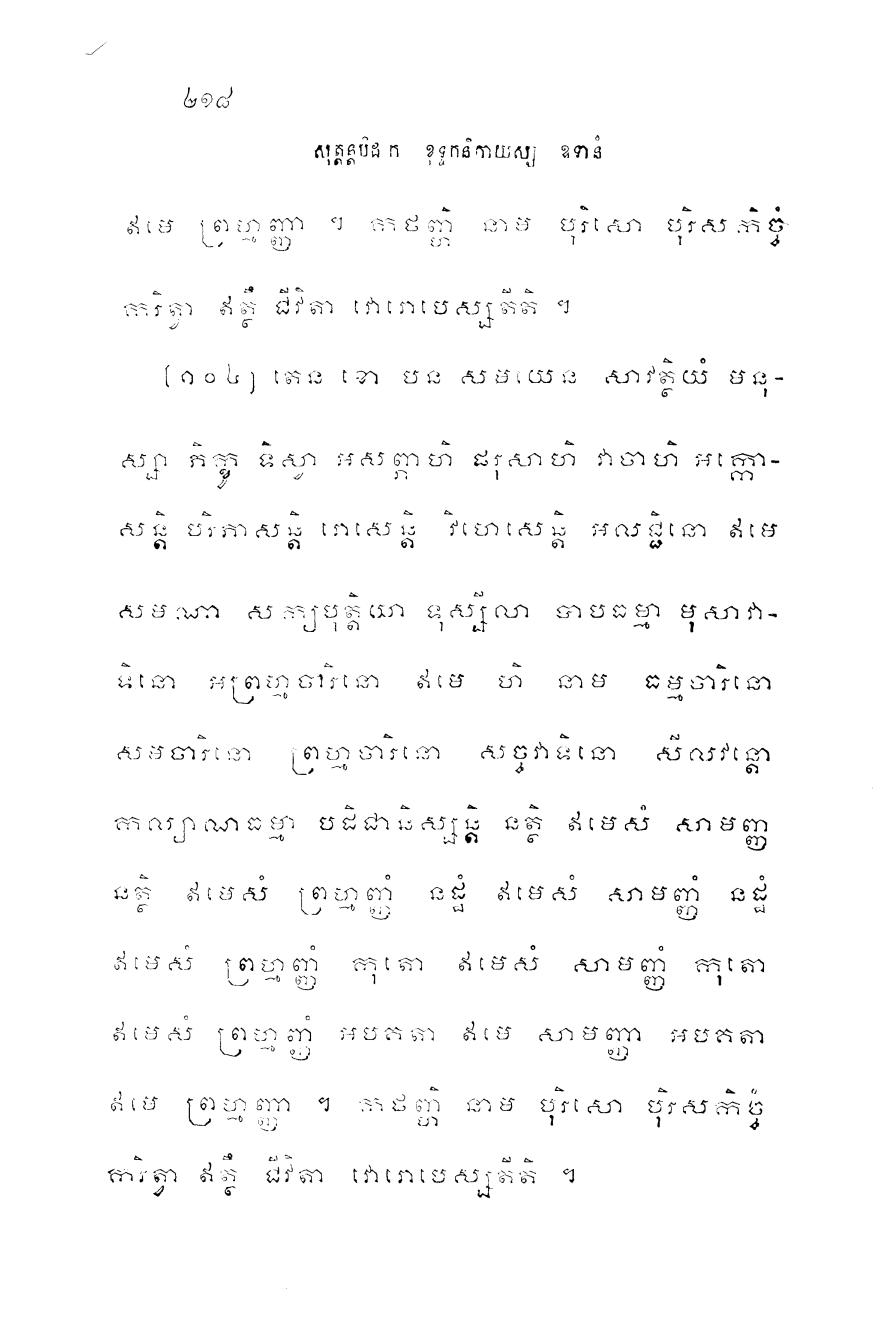 ២១៨
សុត្តន្តបិដក ខុទ្ទកនិកាយស្ស ឧទានំ
ឥមេ ព្រហ្មញ្ញា ។ កថញ្ហិ នាម បុរិសោ បុរិសកិច្ចំ
ករិត្វា ឥត្ថឹ ជីវិតា វោរោបេស្សតីតិ ។
(១០៤) តេន ខោ បន សមយេន សាវត្ថិយំ មនុ-
ស្សា ភិក្ខូ ទិស្វា អសព្ភាហិ ផរុសាហិ វាចាហិ អក្កោ-
សន្តិ បរិភាសន្តិ រោសេន្តិ វិហេសេន្តិ អលជ្ជិនោ ឥមេ
សមណា សក្យបុត្តិយោ ទុស្សីលា បាបធម្មា មុសាវា-
ទិនោ អព្រហ្មចារិនោ ឥមេ ហិ នាម ធម្មចារិនោ
សមចារិនោ ព្រហ្មចារិនោ សច្ចវាទិនោ សីលវន្តោ
កាល្យាណធម្មា បដិជានិស្សន្តិ នត្ថិ ឥមេសំ សាមញ្ញ
នត្ថិ ឥមេសំ ព្រហ្មញ្ញំ នដ្ឋំ ឥមេសំ សាមញ្ញំ នដ្ឋំ
ឥមេសំ ព្រហ្មញ្ញំ កុតោ ឥមេសំ សាមញ្ញំ កុតោ
ឥមេសំ ព្រហ្មញ្ញំ អបគតា ឥមេ សាមញ្ញា អបគតា
ឥមេ ព្រហ្មញ្ញា ។ កថញ្ហិ នាម បុរិសោ បុរិសកិច្ចំ
ការិត្វា ឥត្ថឹ ជីវិតា វោរោបេស្សតីតិ ។